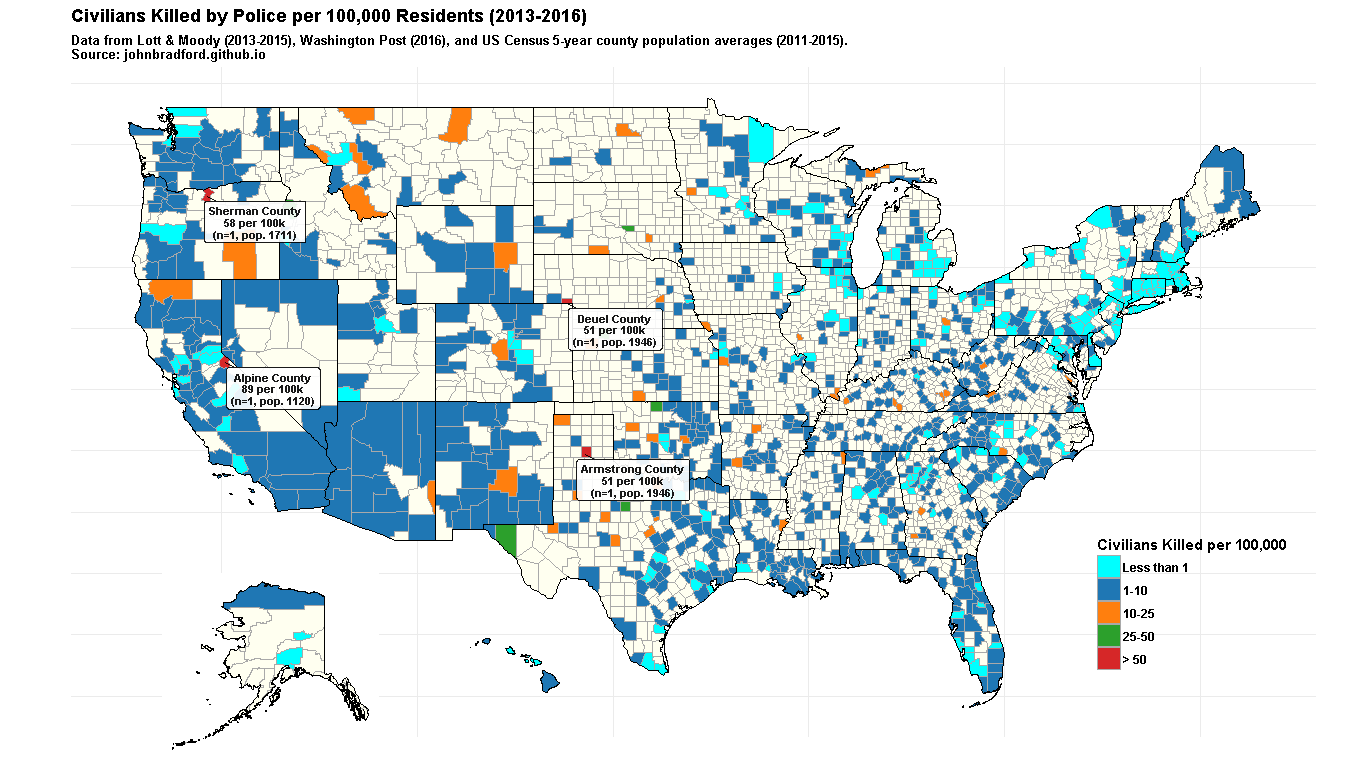 Civilians Killed by Police per 100,000 Residents (2013-2016)
Data from Lott & Moody (2013-2015), Washington Post (2016), and US Census 5-year county population averages (2011-2015).
Source: johnbradford.github.io
Sherman County
58 per 100k
(n=1, pop. 1711)
Deuel County
51 per 100k
(n=1, pop. 1946)
Alpine County
89 per 100k
(n=1, pop. 1120)
Armstrong County
51 per 100k
(n=1, pop. 1946)
Civilians Killed per 100,000
Less than 1
1-10
10-25
25-50
> 50